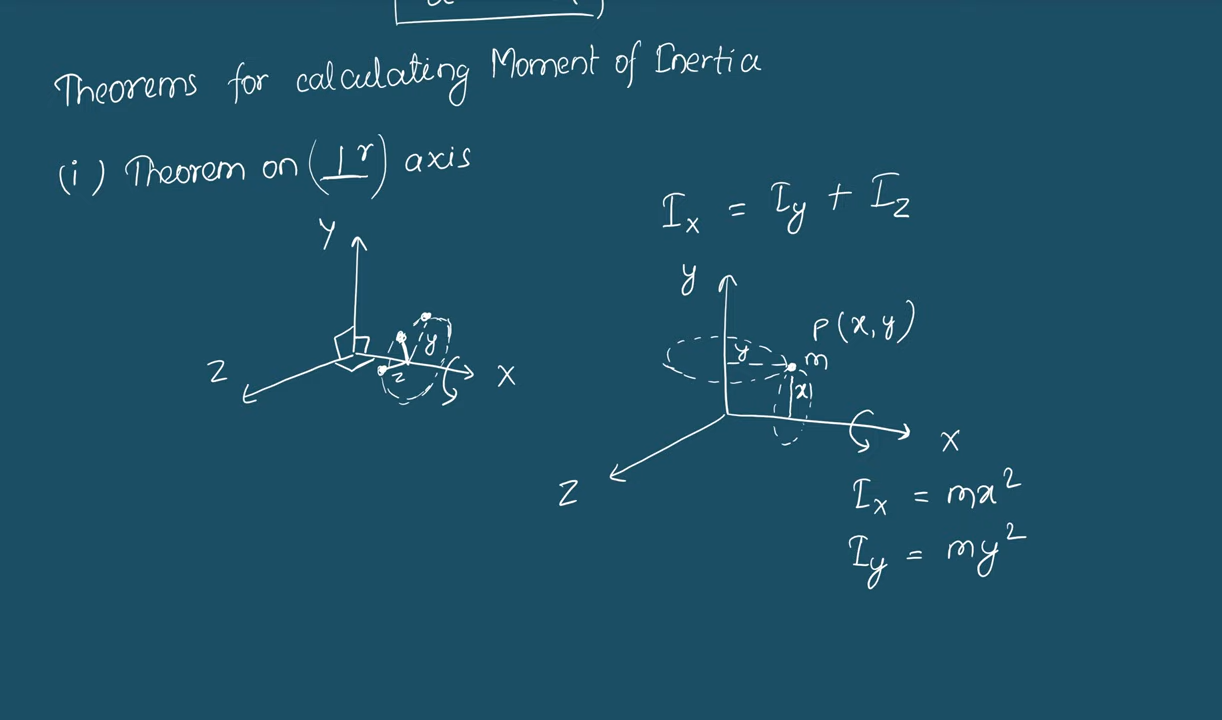 Theorems for calculating Moment of Inertia
(i) Theorem on (⊥r) axis
Ix = Iy + Iz
Y
y
Z
z
X
y
P(x, y)
y
m
x
X
Z
Ix = mx²
Iy = my²